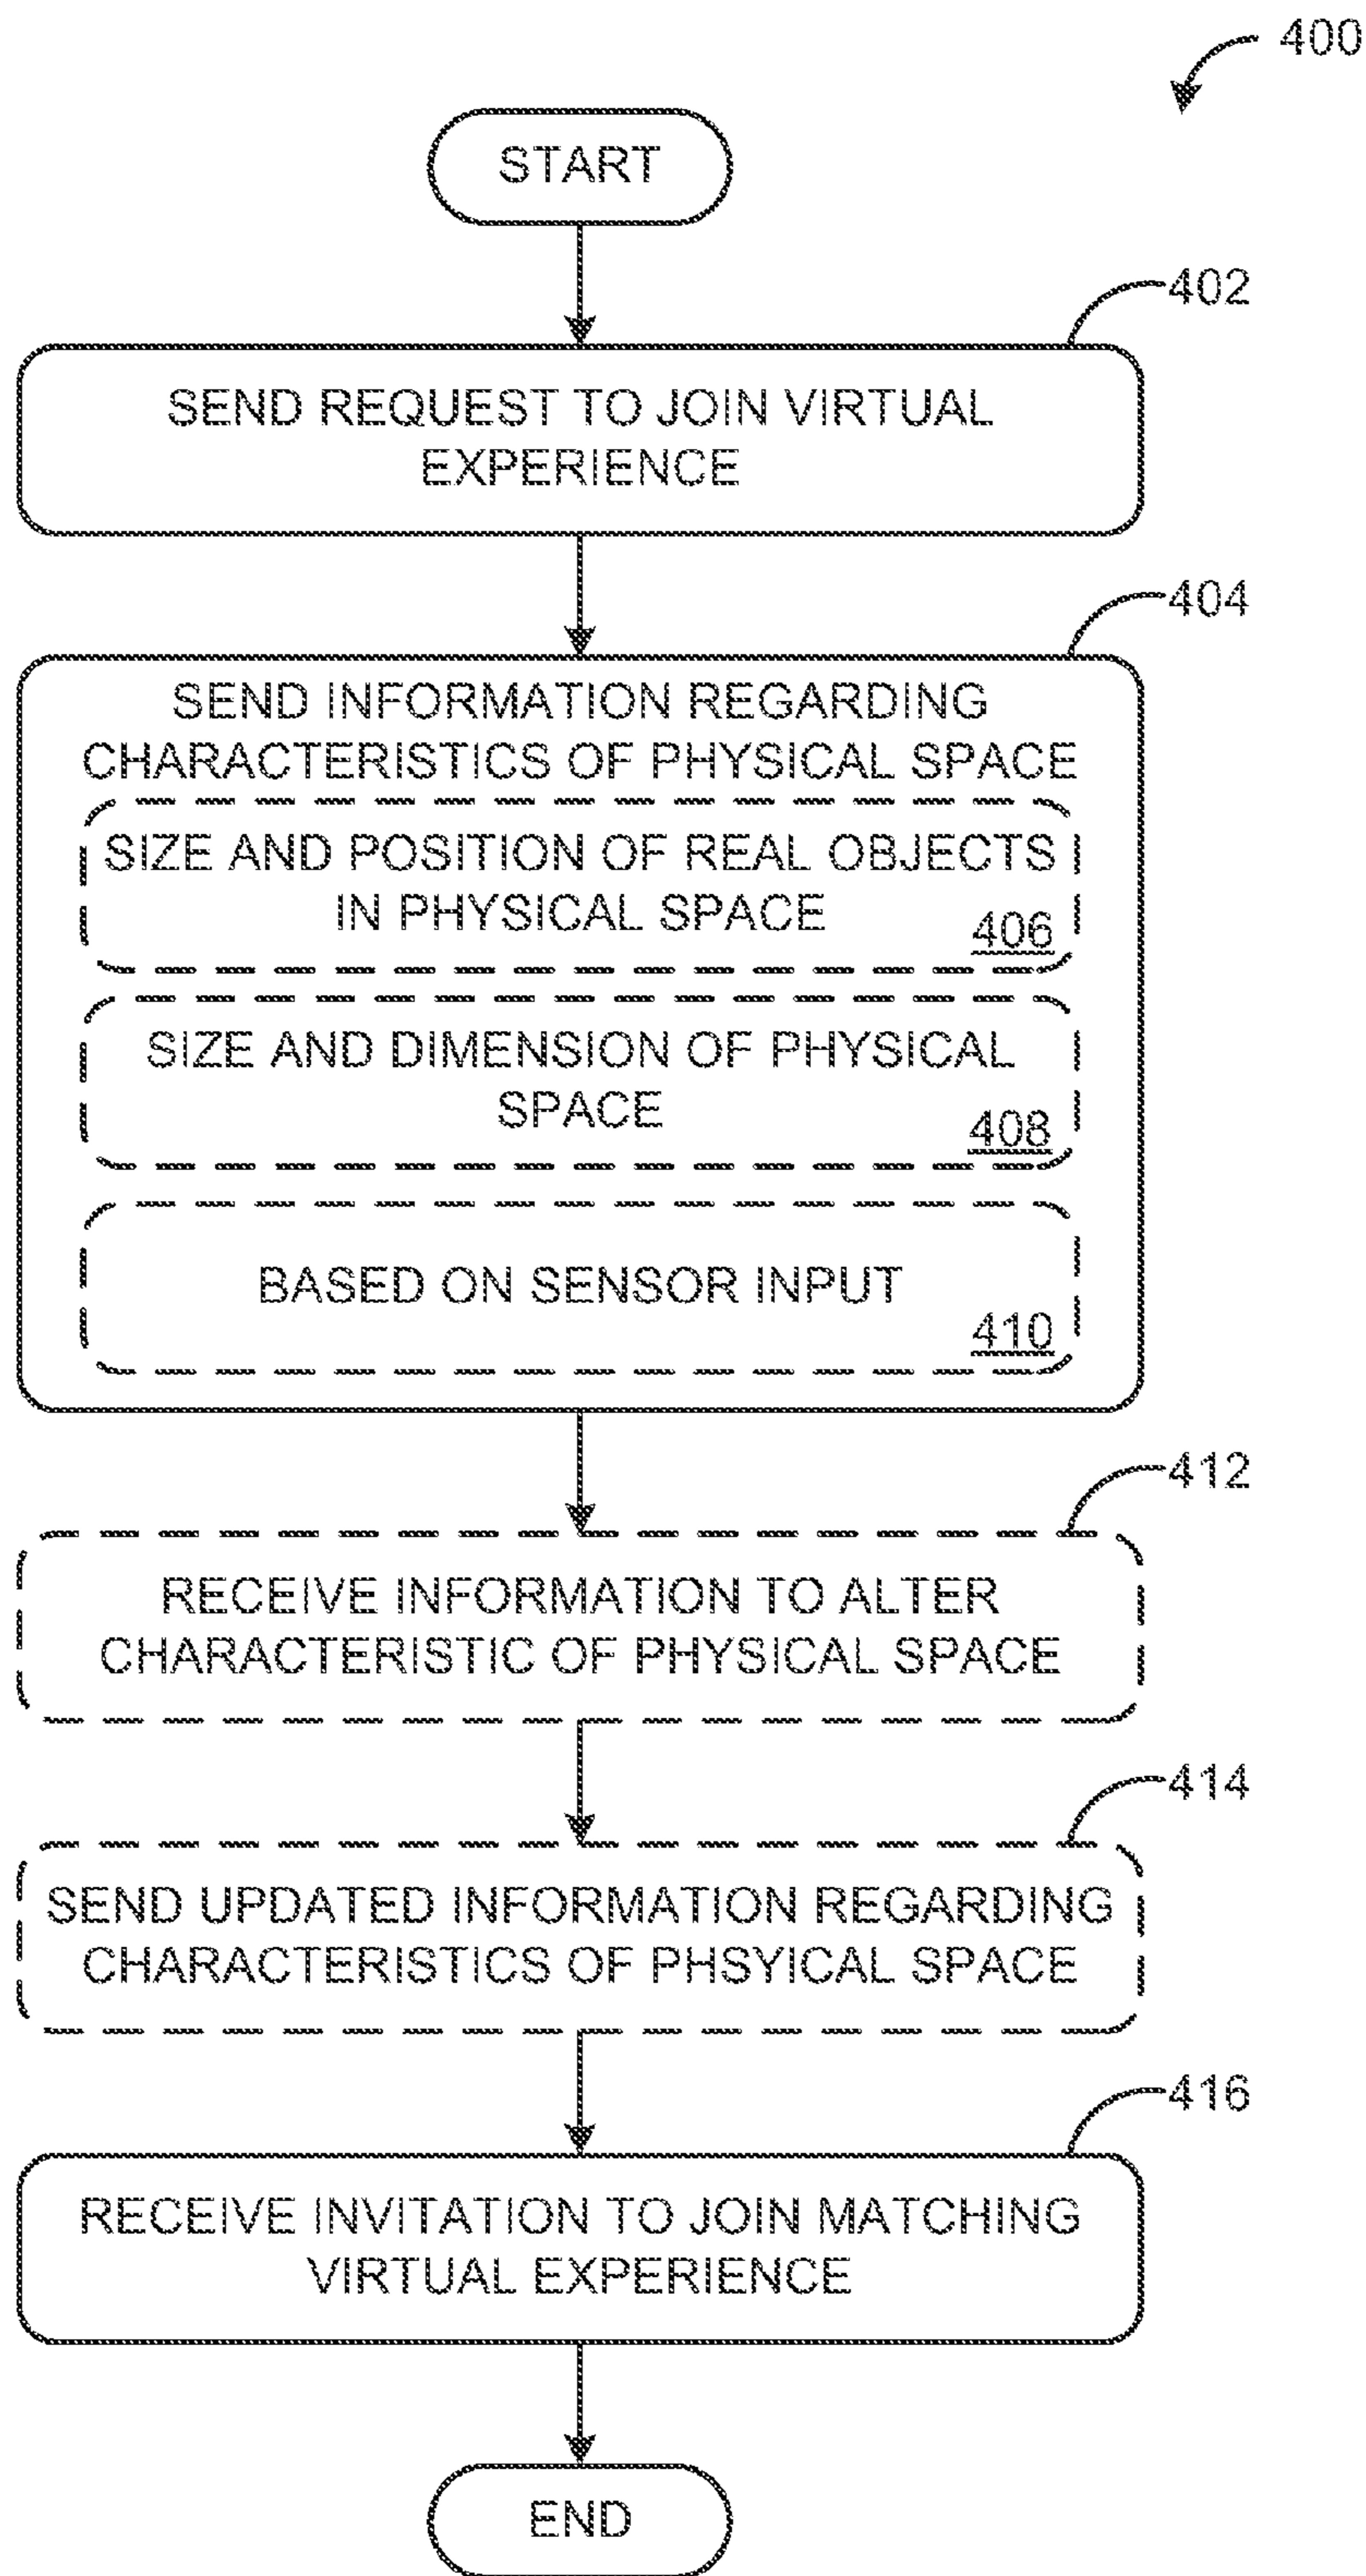 400
START
402
SEND REQUEST TO JOIN VIRTUAL
EXPERIENCE
404
SEND INFORMATION REGARDING
CHARACTERISTICS OF PHYSICAL SPACE
SIZE AND POSITION OF REAL OBJECTS
IN PHYSICAL SPACE
406
SIZE AND DIMENSION OF PHYSICAL
SPACE
408
BASED ON SENSOR INPUT
410
412
RECEIVE INFORMATION TO ALTER
CHARACTERISTIC OF PHYSICAL SPACE
414
SEND UPDATED INFORMATION REGARDING
CHARACTERISTICS OF PHSYICAL SPACE
416
RECEIVE INVITATION TO JOIN MATCHING
VIRTUAL EXPERIENCE
END